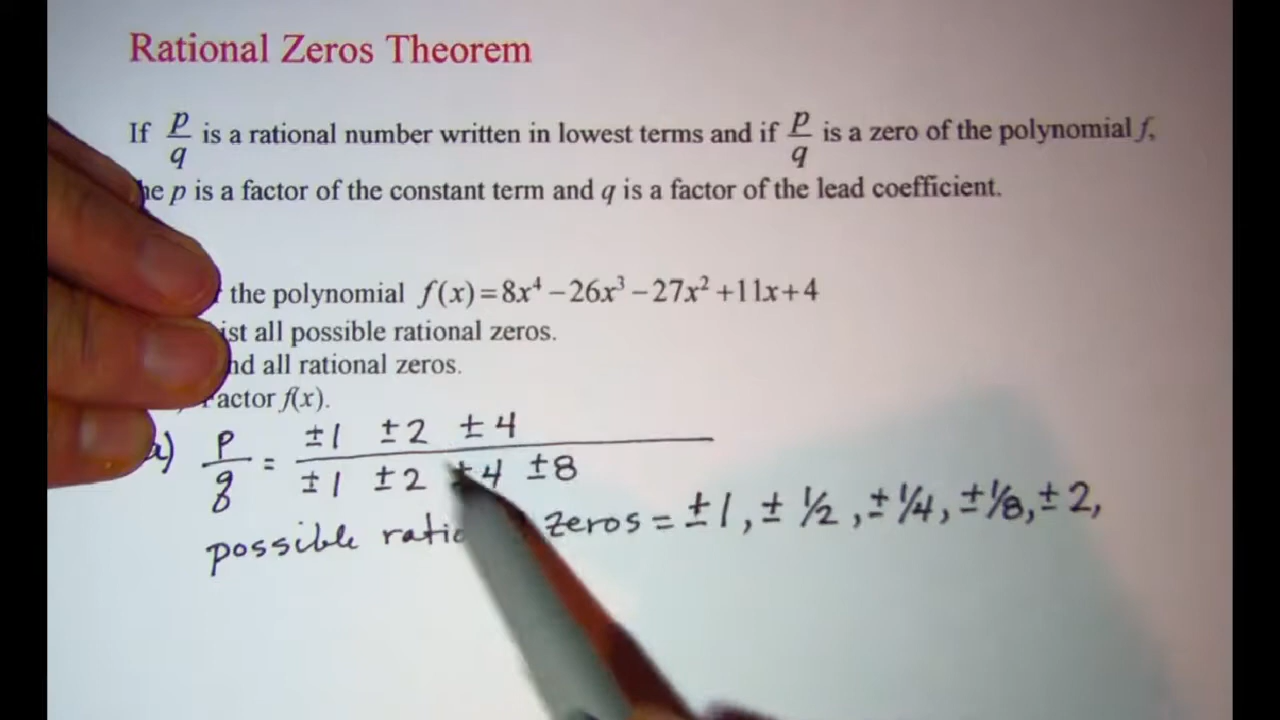 Rational Zeros Theorem
If p/q is a rational number written in lowest terms and if p/q is a zero of the polynomial f,
he p is a factor of the constant term and q is a factor of the lead coefficient.
the polynomial f(x)=8x⁴ –26x³ –27x² +11x+4
ist all possible rational zeros.
nd all rational zeros.
actor f(x).
a) p/q = ±1 ±2 ±4 / ±1 ±2 ±4 ±8
possible ratio zeros = ±1, ± 1/2, ± 1/4, ± 1/8, ± 2,